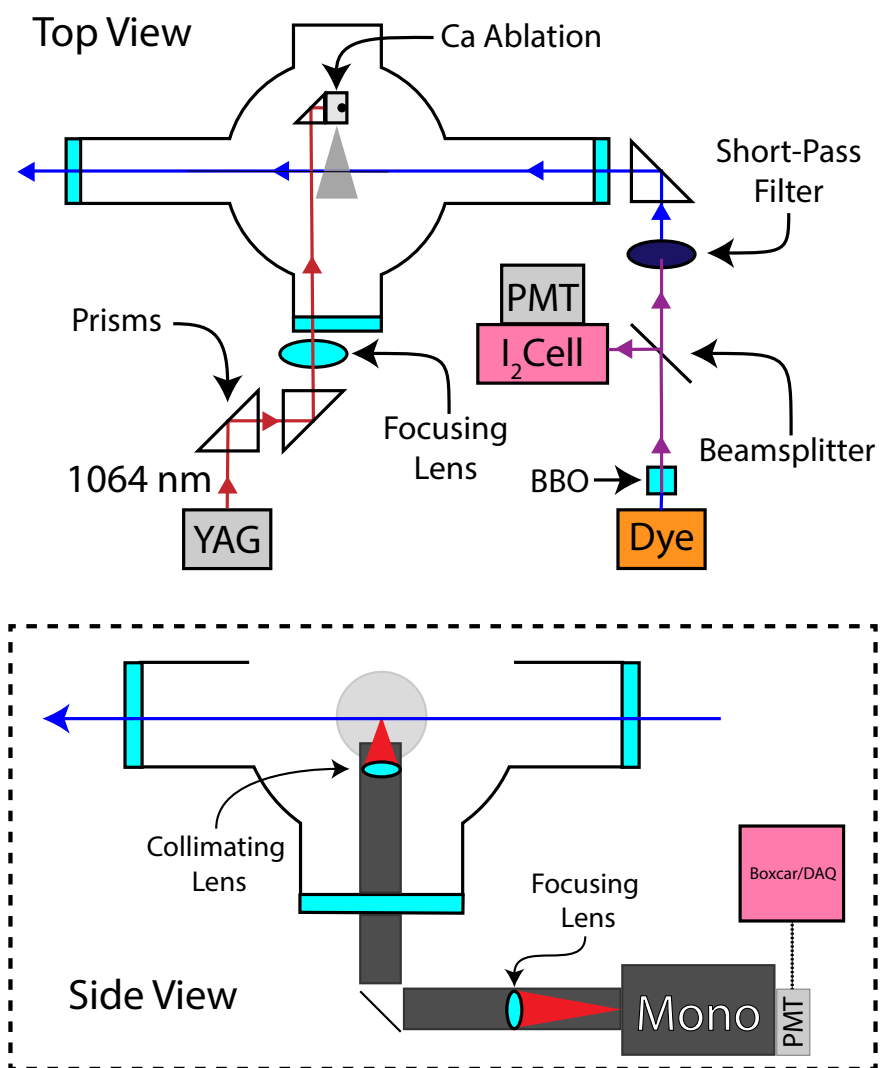 Top View
Ca Ablation
Short-Pass
Filter
PMT
I₂Cell
Prisms
Focusing
Lens
Beamsplitter
1064 nm
BBO
YAG
Dye
Collimating
Lens
Focusing
Lens
Boxcar/DAQ
Side View
Mono
PMT